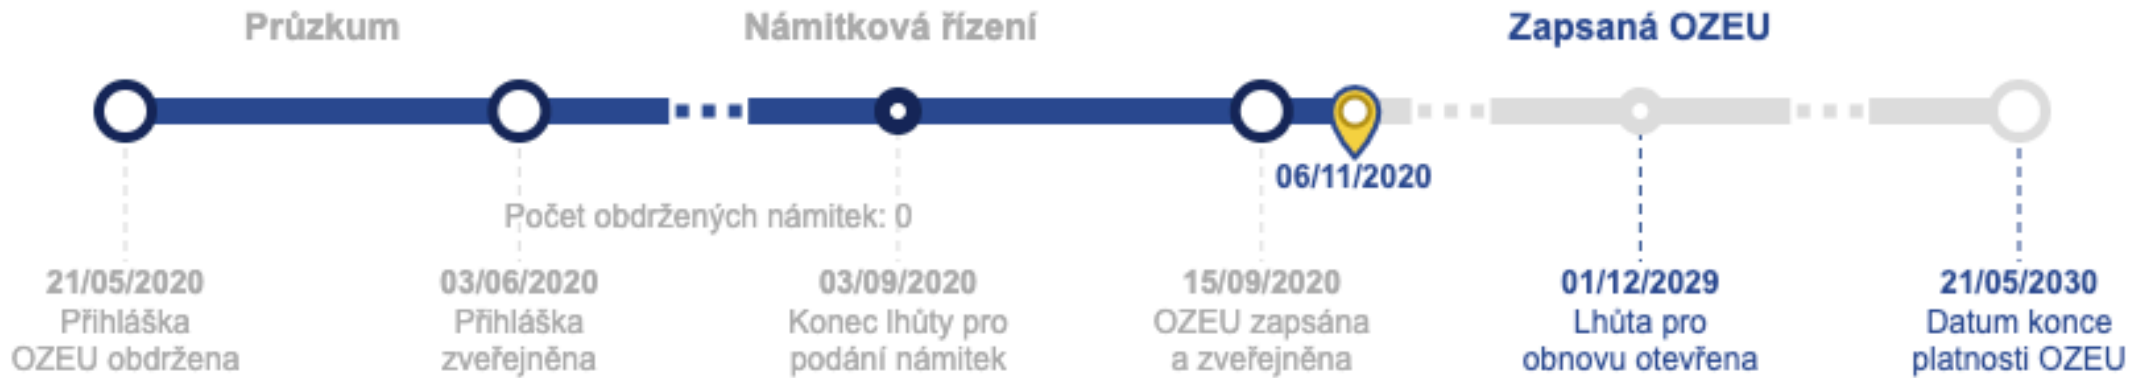 Průzkum
Námitková řízení
Zapsaná OZEU
06/11/2020
Počet obdržených námitek: 0
21/05/2020
Přihláška
OZEU obdržena
03/06/2020
Přihláška
zveřejněna
03/09/2020
Konec lhůty pro
podání námitek
15/09/2020
OZEU zapsána
a zveřejněna
01/12/2029
Lhůta pro
obnovu otevřena
21/05/2030
Datum konce
platnosti OZEU